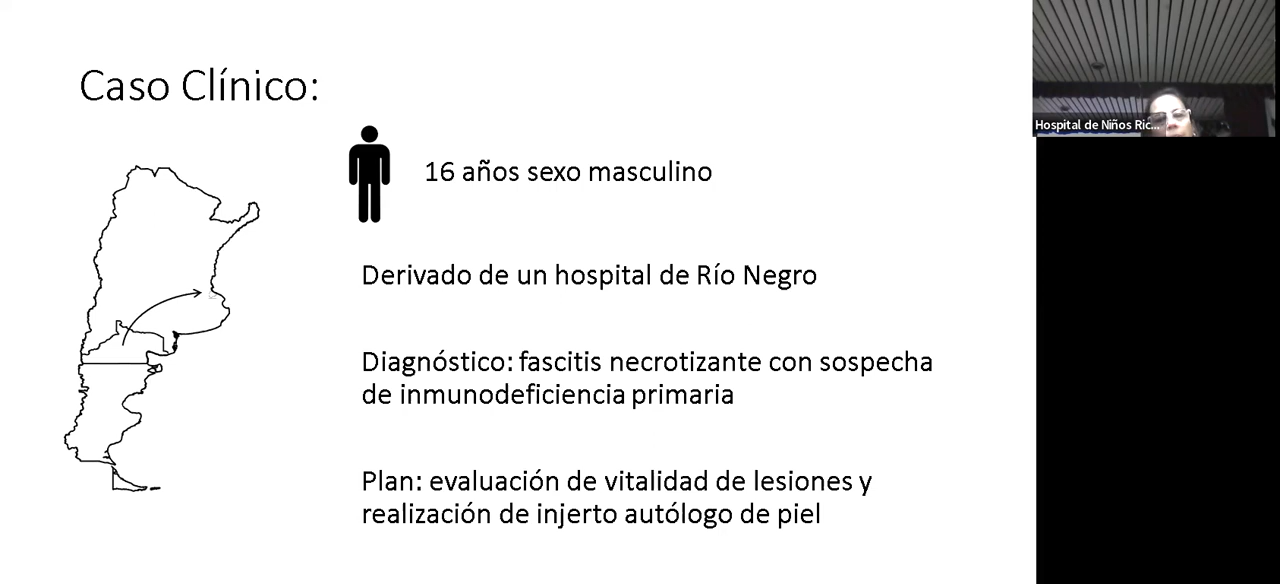 Caso Clínico:
Hospital de Niños Ric...
16 años sexo masculino
Derivado de un hospital de Río Negro
Diagnóstico: fascitis necrotizante con sospecha
de inmunodeficiencia primaria
Plan: evaluación de vitalidad de lesiones y
realización de injerto autólogo de piel